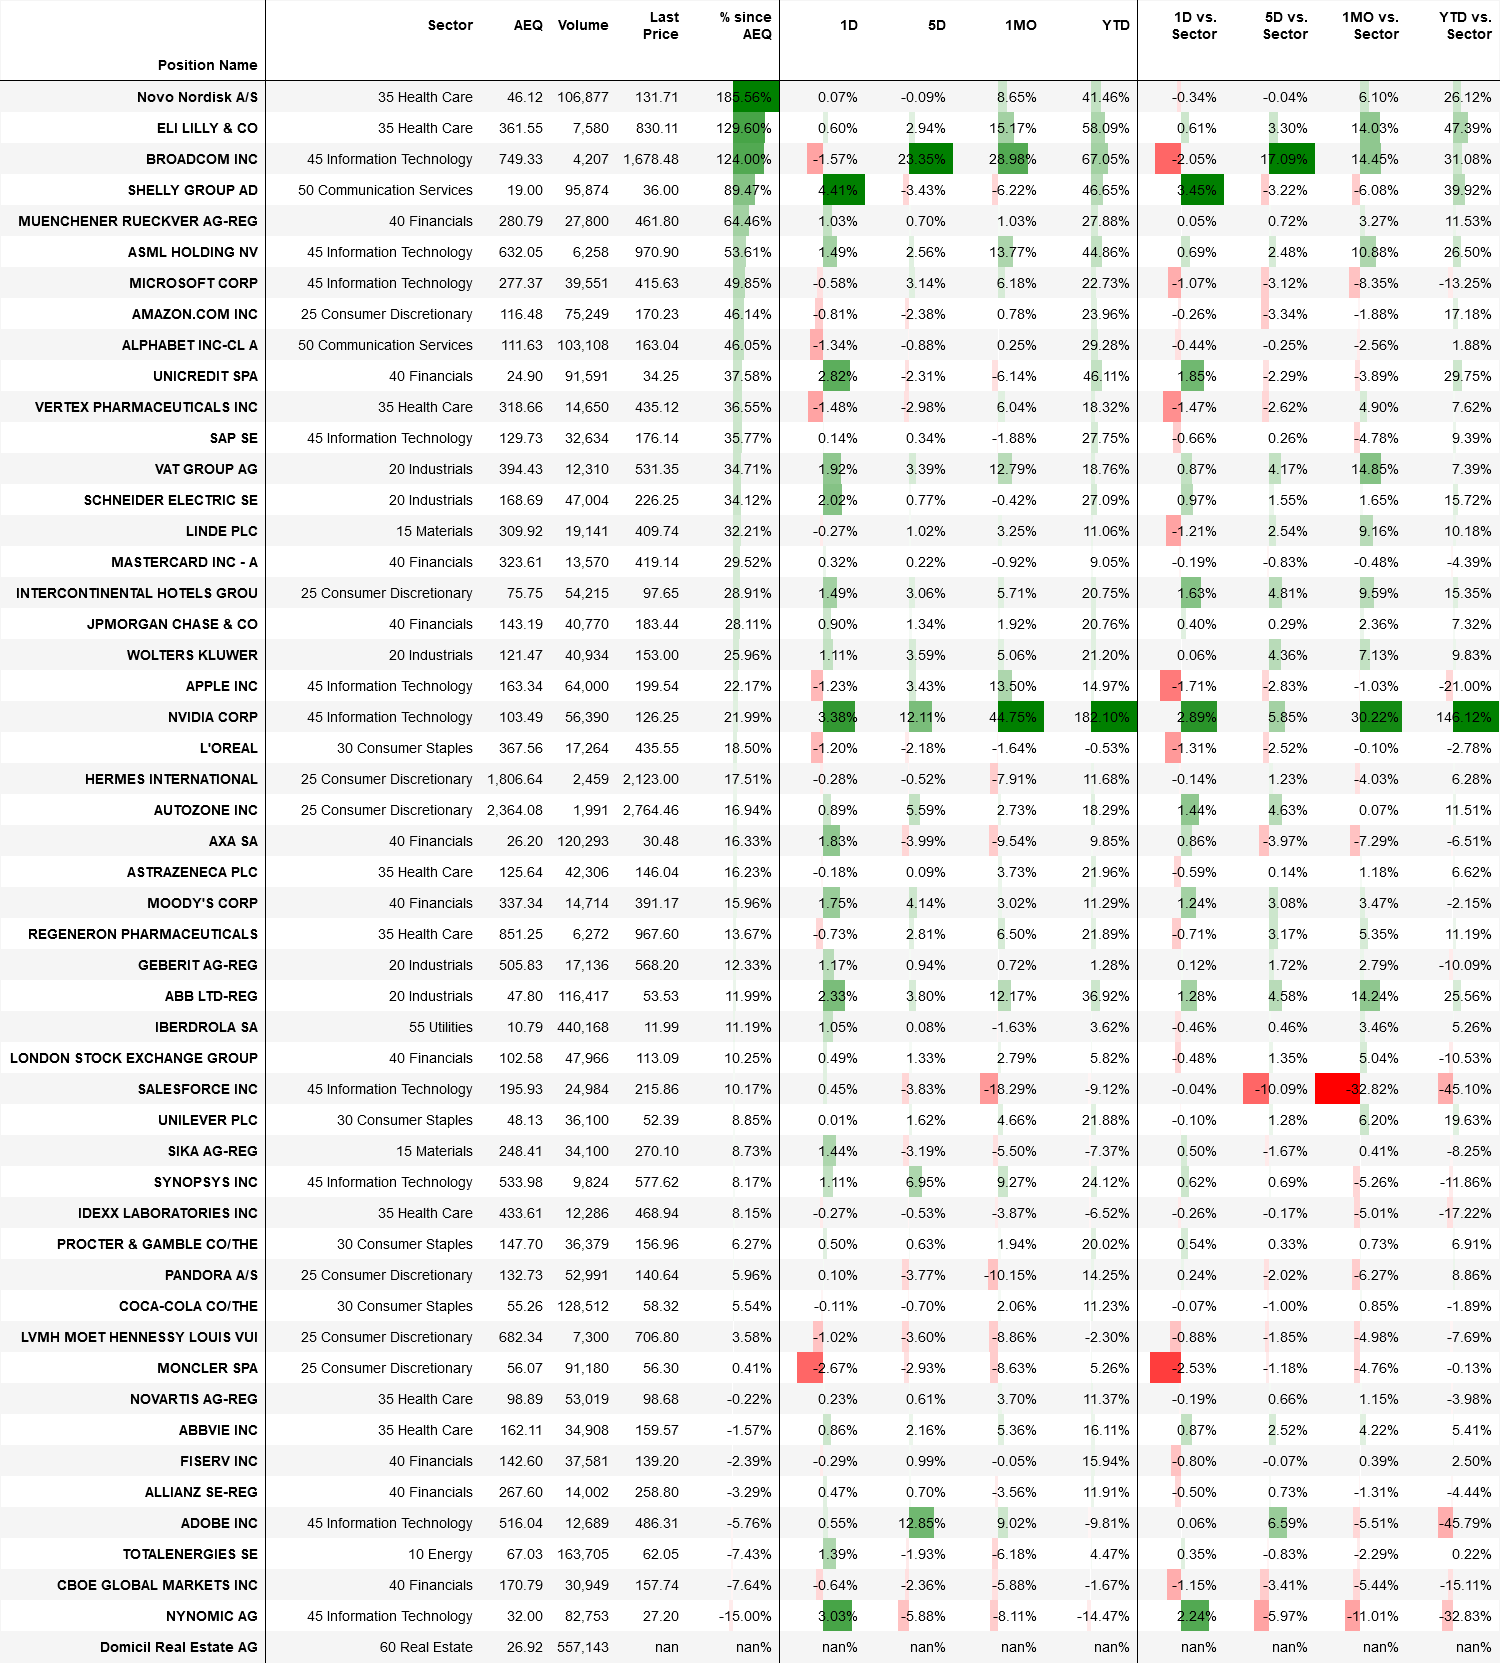 Position Name Sector AEQ Volume Last Price % since AEQ 1D 5D 1MO YTD 1D vs. Sector 5D vs. Sector 1MO vs. Sector YTD vs. Sector
Novo Nordisk A/S 35 Health Care 46.12 106,877 131.71 185.56% 0.07% -0.09% 8.65% 41.46% -0.34% -0.04% 6.10% 26.12%
ELI LILLY & CO 35 Health Care 361.55 7,580 830.11 129.60% 0.60% 2.94% 15.17% 58.09% 0.61% 3.30% 14.03% 47.39%
BROADCOM INC 45 Information Technology 749.33 4,207 1,678.48 124.00% -1.57% 23.35% 28.98% 67.05% -2.05% 17.09% 14.45% 31.08%
SHELLY GROUP AD 50 Communication Services 19.00 95,874 36.00 89.47% 4.41% -3.43% -6.22% 46.65% 3.45% -3.22% -6.08% 39.92%
MUENCHENER RUECKVER AG-REG 40 Financials 280.79 27,800 461.80 64.46% 1.03% 0.70% 1.03% 27.88% 0.05% 0.72% 3.27% 11.53%
ASML HOLDING NV 45 Information Technology 632.05 6,258 970.90 53.61% 1.49% 2.56% 13.77% 44.86% 0.69% 2.48% 10.88% 26.50%
MICROSOFT CORP 45 Information Technology 277.37 39,551 415.63 49.85% -0.58% 3.14% 6.18% 22.73% -1.07% -3.12% -8.35% -13.25%
AMAZON.COM INC 25 Consumer Discretionary 116.48 75,249 170.23 46.14% -0.81% -2.38% 0.78% 23.96% -0.26% -3.34% -1.88% 17.18%
ALPHABET INC-CL A 50 Communication Services 111.63 103,108 163.04 46.05% -1.34% -0.88% 0.25% 29.28% -0.44% -0.25% -2.56% 1.88%
UNICREDIT SPA 40 Financials 24.90 91,591 34.25 37.58% 2.82% -2.31% -6.14% 46.11% 1.85% -2.29% -3.89% 29.75%
VERTEX PHARMACEUTICALS INC 35 Health Care 318.66 14,650 435.12 36.55% -1.48% -2.98% 6.04% 18.32% -1.47% -2.62% 4.90% 7.62%
SAP SE 45 Information Technology 129.73 32,634 176.14 35.77% 0.14% 0.34% -1.88% 27.75% -0.66% 0.26% -4.78% 9.39%
VAT GROUP AG 20 Industrials 394.43 12,310 531.35 34.71% 1.92% 3.39% 12.79% 18.76% 0.87% 4.17% 14.85% 7.39%
SCHNEIDER ELECTRIC SE 20 Industrials 168.69 47,004 226.25 34.12% 2.02% 0.77% -0.42% 27.09% 0.97% 1.55% 1.65% 15.72%
LINDE PLC 15 Materials 309.92 19,141 409.74 32.21% -0.27% 1.02% 3.25% 11.06% -1.21% 2.54% 9.16% 10.18%
MASTERCARD INC - A 40 Financials 323.61 13,570 419.14 29.52% 0.32% 0.22% -0.92% 9.05% -0.19% -0.83% -0.48% -4.39%
INTERCONTINENTAL HOTELS GROU 25 Consumer Discretionary 75.75 54,215 97.65 28.91% 1.49% 3.06% 5.71% 20.75% 1.63% 4.81% 9.59% 15.35%
JPMORGAN CHASE & CO 40 Financials 143.19 40,770 183.44 28.11% 0.90% 1.34% 1.92% 20.76% 0.40% 0.29% 2.36% 7.32%
WOLTERS KLUWER 20 Industrials 121.47 40,934 153.00 25.96% 1.11% 3.59% 5.06% 21.20% 0.06% 4.36% 7.13% 9.83%
APPLE INC 45 Information Technology 163.34 64,000 199.54 22.17% -1.23% 3.43% 13.50% 14.97% -1.71% -2.83% -1.03% -21.00%
NVIDIA CORP 45 Information Technology 103.49 56,390 126.25 21.99% 3.38% 12.11% 44.75% 182.10% 2.89% 5.85% 30.22% 146.12%
L'OREAL 30 Consumer Staples 367.56 17,264 435.55 18.50% -1.20% -2.18% -1.64% -0.53% -1.31% -2.52% -0.10% -2.78%
HERMES INTERNATIONAL 25 Consumer Discretionary 1,806.64 2,459 2,123.00 17.51% -0.28% -0.52% -7.91% 11.68% -0.14% 1.23% -4.03% 6.28%
AUTOZONE INC 25 Consumer Discretionary 2,364.08 1,991 2,764.46 16.94% 0.89% 5.59% 2.73% 18.29% 1.44% 4.63% 0.07% 11.51%
AXA SA 40 Financials 26.20 120,293 30.48 16.33% 1.83% -3.99% -9.54% 9.85% 0.86% -3.97% -7.29% -6.51%
ASTRAZENECA PLC 35 Health Care 125.64 42,306 146.04 16.23% -0.18% 0.09% 3.73% 21.96% -0.59% 0.14% 1.18% 6.62%
MOODY'S CORP 40 Financials 337.34 14,714 391.17 15.96% 1.75% 4.14% 3.02% 11.29% 1.24% 3.08% 3.47% -2.15%
REGENERON PHARMACEUTICALS 35 Health Care 851.25 6,272 967.60 13.67% -0.73% 2.81% 6.50% 21.89% -0.71% 3.17% 5.35% 11.19%
GEBERIT AG-REG 20 Industrials 505.83 17,136 568.20 12.33% 1.17% 0.94% 0.72% 1.28% 0.12% 1.72% 2.79% -10.09%
ABB LTD-REG 20 Industrials 47.80 116,417 53.53 11.99% 2.33% 3.80% 12.17% 36.92% 1.28% 4.58% 14.24% 25.56%
IBERDROLA SA 55 Utilities 10.79 440,168 11.99 11.19% 1.05% 0.08% -1.63% 3.62% -0.46% 0.46% 3.46% 5.26%
LONDON STOCK EXCHANGE GROUP 40 Financials 102.58 47,966 113.09 10.25% 0.49% 1.33% 2.79% 5.82% -0.48% 1.35% 5.04% -10.53%
SALESFORCE INC 45 Information Technology 195.93 24,984 215.86 10.17% 0.45% -3.83% -18.29% -9.12% -0.04% -10.09% -32.82% -45.10%
UNILEVER PLC 30 Consumer Staples 48.13 36,100 52.39 8.85% 0.01% 1.62% 4.66% 21.88% -0.10% 1.28% 6.20% 19.63%
SIKA AG-REG 15 Materials 248.41 34,100 270.10 8.73% 1.44% -3.19% -5.50% -7.37% 0.50% -1.67% 0.41% -8.25%
SYNOPSYS INC 45 Information Technology 533.98 9,824 577.62 8.17% 1.11% 6.95% 9.27% 24.12% 0.62% 0.69% -5.26% -11.86%
IDEXX LABORATORIES INC 35 Health Care 433.61 12,286 468.94 8.15% -0.27% -0.53% -3.87% -6.52% -0.26% -0.17% -5.01% -17.22%
PROCTER & GAMBLE CO/THE 30 Consumer Staples 147.70 36,379 156.96 6.27% 0.50% 0.63% 1.94% 20.02% 0.54% 0.33% 0.73% 6.91%
PANDORA A/S 25 Consumer Discretionary 132.73 52,991 140.64 5.96% 0.10% -3.77% -10.15% 14.25% 0.24% -2.02% -6.27% 8.86%
COCA-COLA CO/THE 30 Consumer Staples 55.26 128,512 58.32 5.54% -0.11% -0.70% 2.06% 11.23% -0.07% -1.00% 0.85% -1.89%
LVMH MOET HENNESSY LOUIS VUI 25 Consumer Discretionary 682.34 7,300 706.80 3.58% -1.02% -3.60% -8.86% -2.30% -0.88% -1.85% -4.98% -7.69%
MONCLER SPA 25 Consumer Discretionary 56.07 91,180 56.30 0.41% -2.67% -2.93% -8.63% 5.26% -2.53% -1.18% -4.76% -0.13%
NOVARTIS AG-REG 35 Health Care 98.89 53,019 98.68 -0.22% 0.23% 0.61% 3.70% 11.37% -0.19% 0.66% 1.15% -3.98%
ABBVIE INC 35 Health Care 162.11 34,908 159.57 -1.57% 0.86% 2.16% 5.36% 16.11% 0.87% 2.52% 4.22% 5.41%
FISERV INC 40 Financials 142.60 37,581 139.20 -2.39% -0.29% 0.99% -0.05% 15.94% -0.80% -0.07% 0.39% 2.50%
ALLIANZ SE-REG 40 Financials 267.60 14,002 258.80 -3.29% 0.47% 0.70% -3.56% 11.91% -0.50% 0.73% -1.31% -4.44%
ADOBE INC 45 Information Technology 516.04 12,689 486.31 -5.76% 0.55% 12.85% 9.02% -9.81% 0.06% 6.59% -5.51% -45.79%
TOTALENERGIES SE 10 Energy 67.03 163,705 62.05 -7.43% 1.39% -1.93% -6.18% 4.47% 0.35% -0.83% -2.29% 0.22%
CBOE GLOBAL MARKETS INC 40 Financials 170.79 30,949 157.74 -7.64% -0.64% -2.36% -5.88% -1.67% -1.15% -3.41% -5.44% -15.11%
NYNOMIC AG 45 Information Technology 32.00 82,753 27.20 -15.00% 3.03% -5.88% -8.11% -14.47% 2.24% -5.97% -11.01% -32.83%
Domicil Real Estate AG 60 Real Estate 26.92 557,143 nan nan% nan% nan% nan% nan% nan% nan% nan% nan%